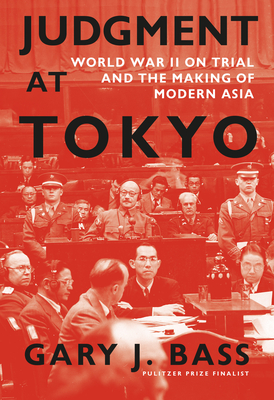 JUDGMENT
WORLD WAR II ON TRIAL
AND THE MAKING OF
AT
MODERN ASIA
TOKYO
GARY J. BASS
PULITZER PRIZE FINALIST